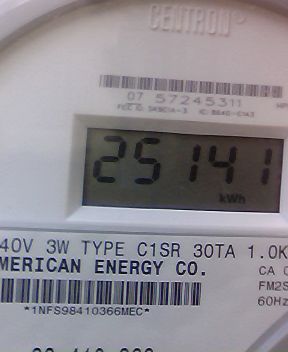 CENTRON®
07 57245311
25141
kWh
40V 3W TYPE C1SR 30TA 1.0K
MERICAN ENERGY CO.
CA 0
FM2S
60Hz
*1NFS98410366MEC*